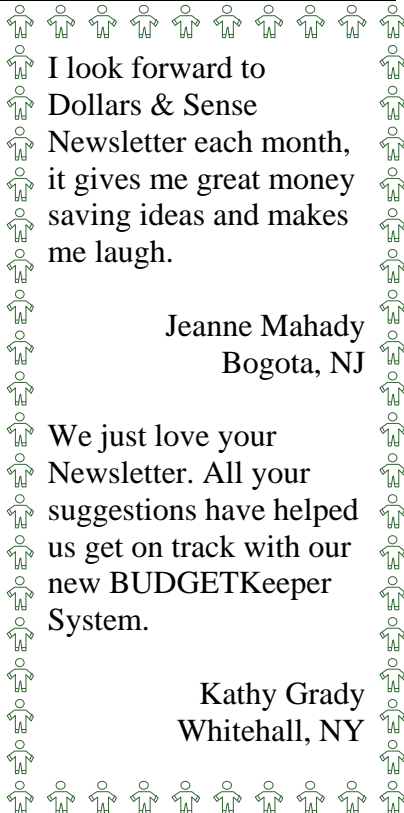 I look forward to
Dollars & Sense
Newsletter each month,
it gives me great money
saving ideas and makes
me laugh.
Jeanne Mahady
Bogota, NJ
We just love your
Newsletter. All your
suggestions have helped
us get on track with our
new BUDGETKeeper
System.
Kathy Grady
Whitehall, NY